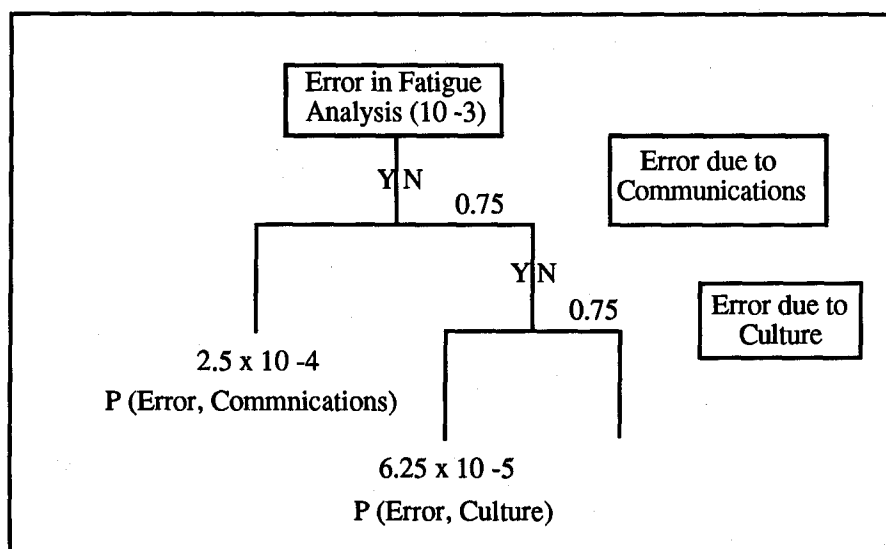 Error in Fatigue
Analysis (10 -3)
Error due to
Communications
Y N
0.75
Y N
0.75
Error due to
Culture
2.5 x 10 -4
P (Error, Commnications)
6.25 x 10 -5
P (Error, Culture)